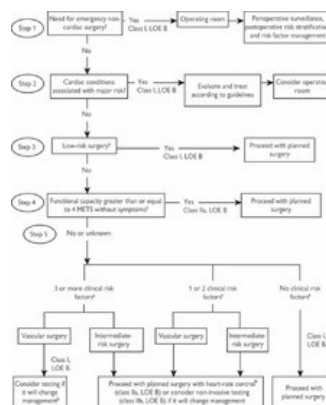 Step 1
Need for emergency non-
cardiac surgery?
Yes
Class I, LOE B
Operating room
Perioperative surveillance,
postoperative risk stratification
and risk factor management
No
Step 2
Cardiac conditions
associated with major risk?
Yes
Class I, LOE B
Evaluate and treat
according to guidelines
Consider operating
room
No
Step 3
Low-risk surgery
Yes
Class I, LOE B
Proceed with planned
surgery
No
Step 4
Functional capacity greater than or equal
to 4 METS without symptoms
Yes
Class IIa, LOE B
Proceed with planned
surgery
Step 5
No or unknown
3 or more clinical risk
factors
1 or 2 clinical risk
factors
No clinical risk
factors
Vascular surgery
Intermediate-
risk surgery
Vascular surgery
Intermediate-
risk surgery
Class I,
LOE B
Class I,
LOE B
Consider testing if
it will change
management
Proceed with planned surgery with heart-rate control
(class IIa, LOE B) or consider non-invasive testing
(class IIb, LOE B) if it will change management
Proceed with
planned surgery